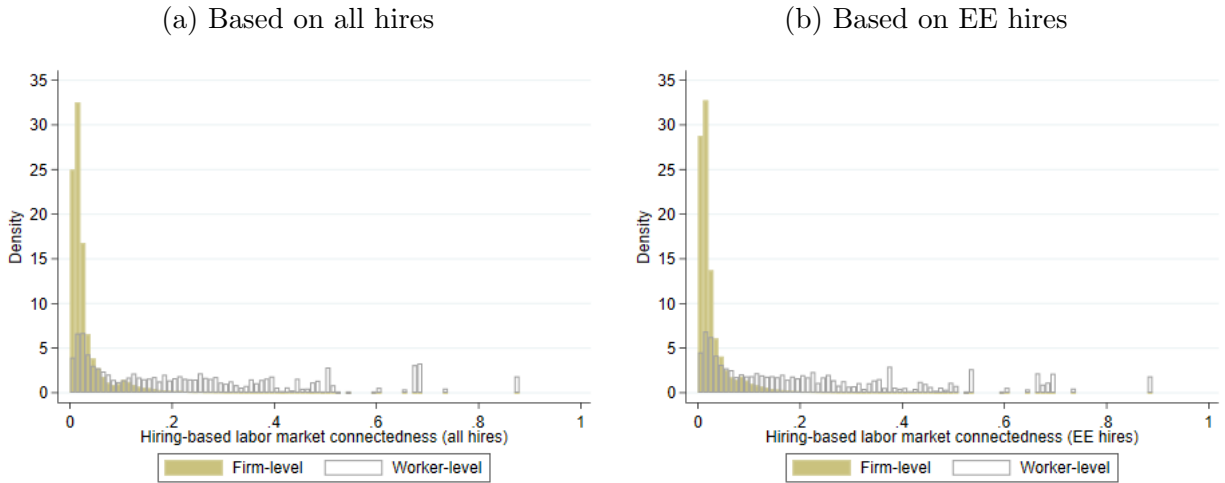 (a) Based on all hires
(b) Based on EE hires
35
30
25
20
15
10
5
0
Density
0
.2
.4
.6
.8
1
Hiring-based labor market connectedness (all hires)
Firm-level
Worker-level
35
30
25
20
15
10
5
0
Density
0
.2
.4
.6
.8
1
Hiring-based labor market connectedness (EE hires)
Firm-level
Worker-level